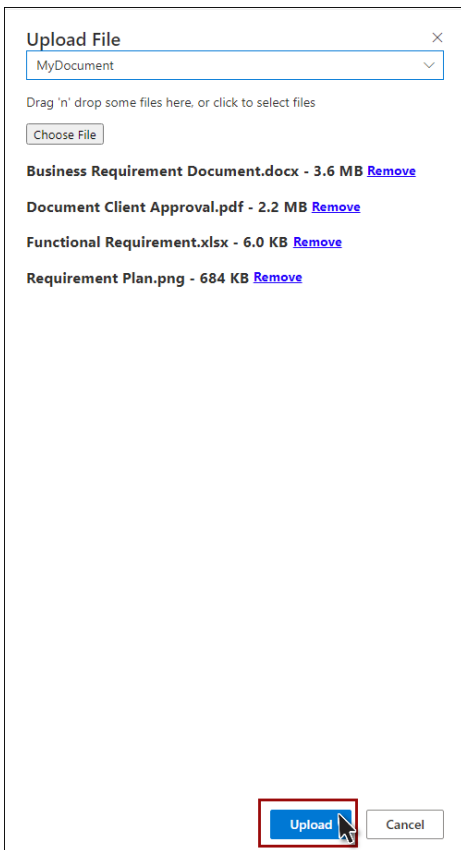 Upload File
MyDocument
Drag 'n' drop some files here, or click to select files
Choose File
Business Requirement Document.docx - 3.6 MB Remove
Document Client Approval.pdf - 2.2 MB Remove
Functional Requirement.xlsx - 6.0 KB Remove
Requirement Plan.png - 684 KB Remove
Upload Cancel